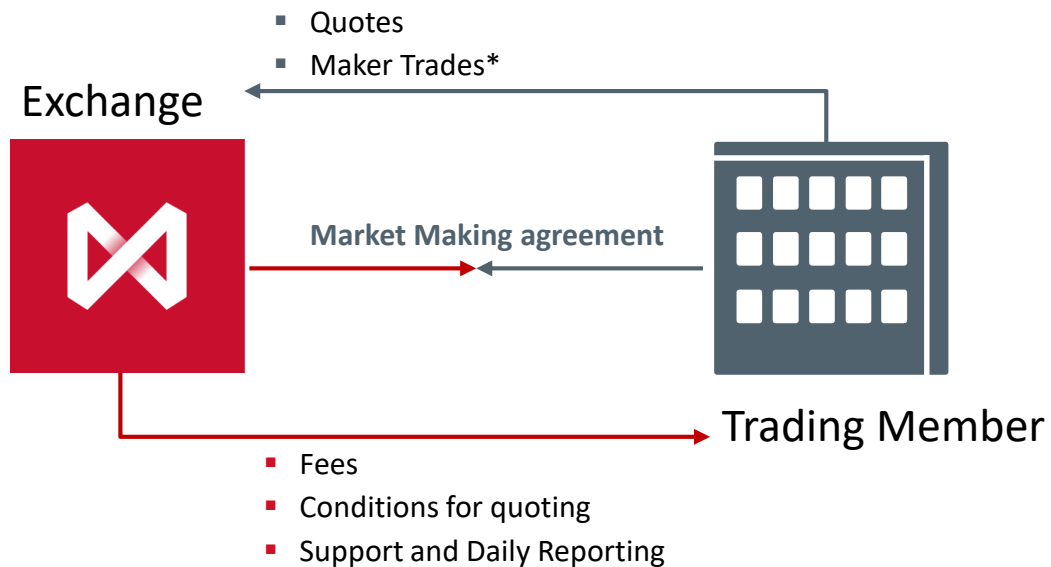 Quotes
Maker Trades*
Exchange
Market Making agreement
Trading Member
Fees
Conditions for quoting
Support and Daily Reporting